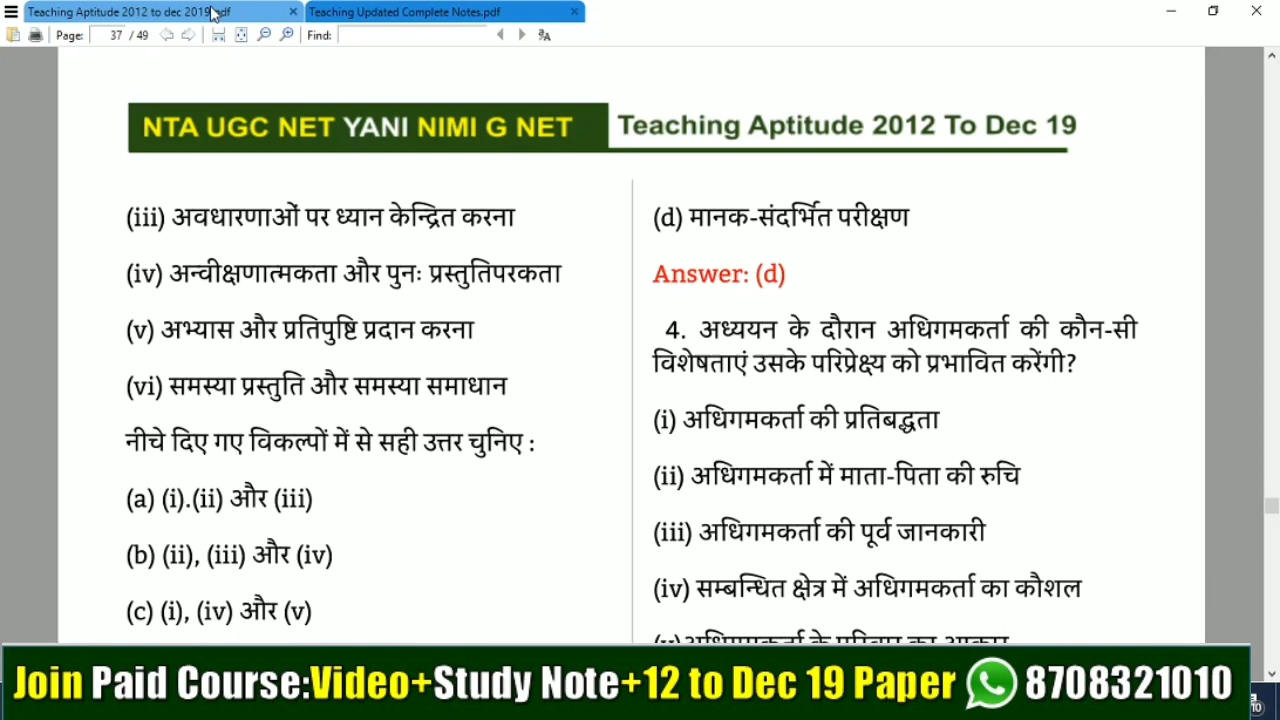 Teaching Aptitude 2012 to dec 2019.pdf
Teaching Updated Complete Notes.pdf
Page: 37 / 49 Find:
NTA UGC NET YANI NIMI G NET
Teaching Aptitude 2012 To Dec 19
(iii) अवधारणाओं पर ध्यान केन्द्रित करना
(iv) अन्वीक्षणात्मकता और पुनः प्रस्तुतिपरकता
(v) अभ्यास और प्रतिपुष्टि प्रदान करना
(vi) समस्या प्रस्तुति और समस्या समाधान
नीचे दिए गए विकल्पों में से सही उत्तर चुनिए :
(a) (i).(ii) और (iii)
(b) (ii), (iii) और (iv)
(c) (i), (iv) और (v)
(d) मानक-संदर्भित परीक्षण
Answer: (d)
4. अध्ययन के दौरान अधिगमकर्ता की कौन-सी
विशेषताएं उसके परिप्रेक्ष्य को प्रभावित करेंगी?
(i) अधिगमकर्ता की प्रतिबद्धता
(ii) अधिगमकर्ता में माता-पिता की रुचि
(iii) अधिगमकर्ता की पूर्व जानकारी
(iv) सम्बन्धित क्षेत्र में अधिगमकर्ता का कौशल
(v)अधिगमकर्ता के परिवार का आकार
Join Paid Course:Video+Study Note+12 to Dec 19 Paper 8708321010